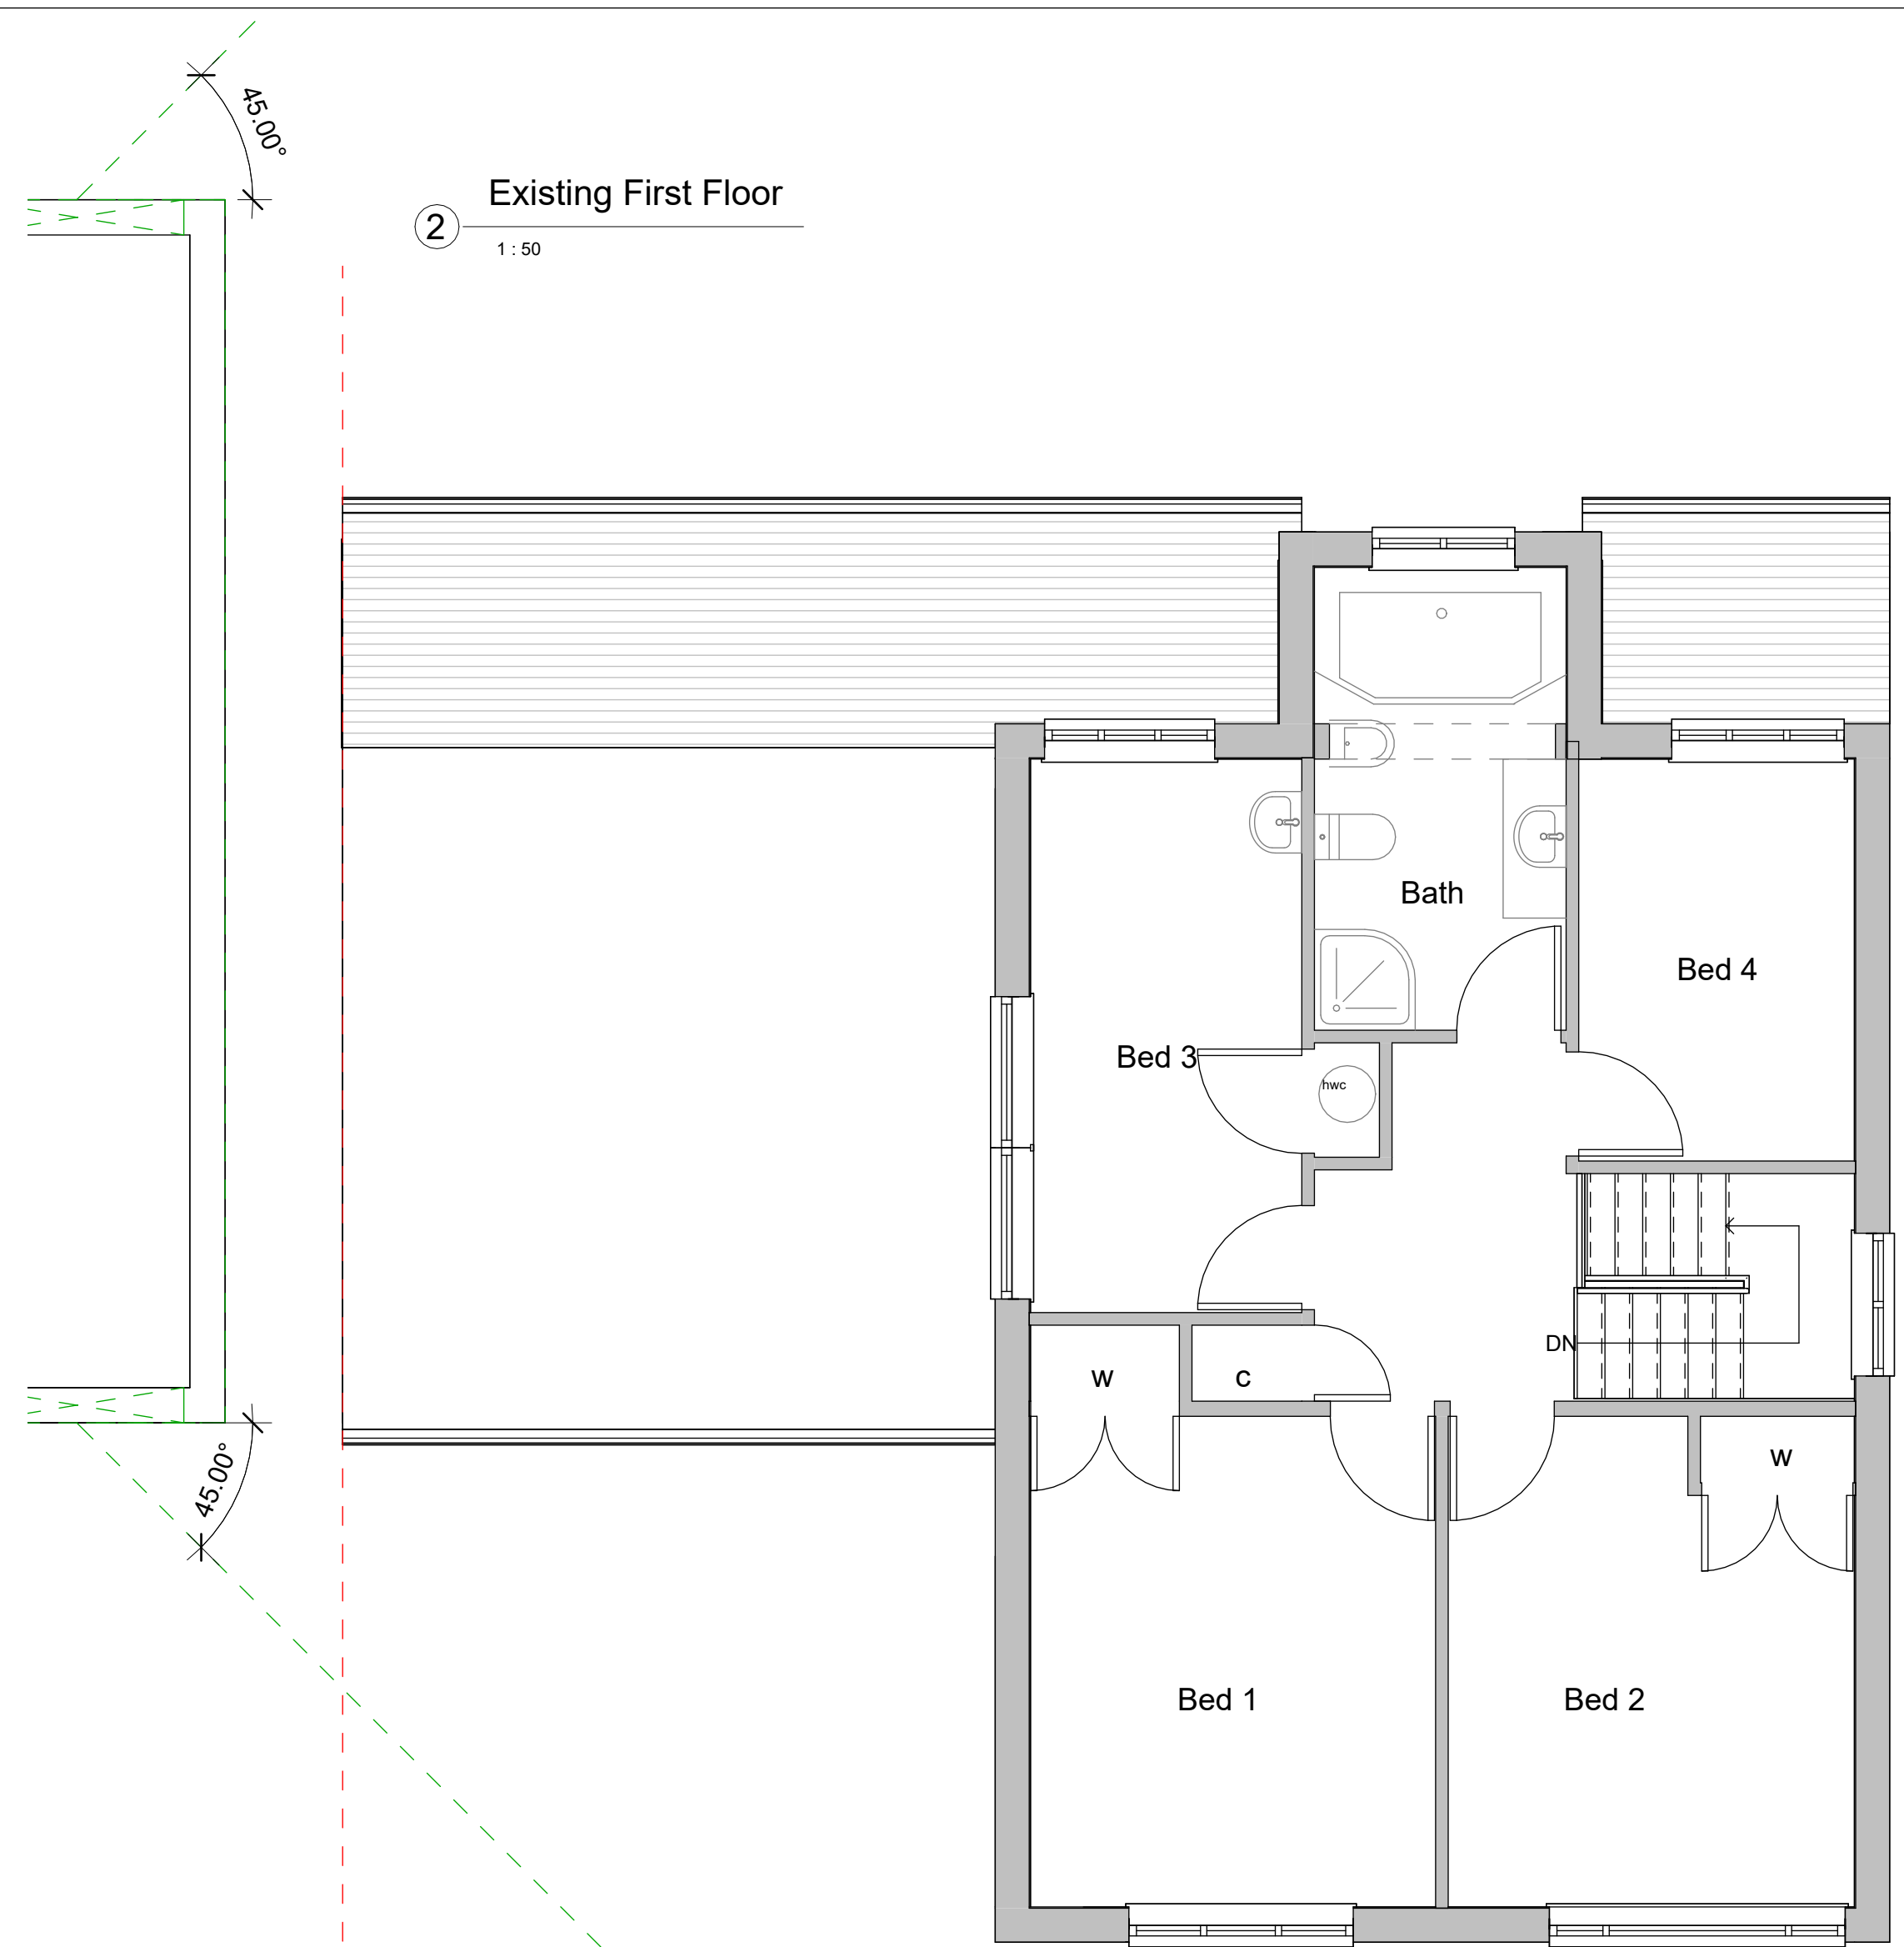 45.00°
Existing First Floor
2
1 : 50
Bath
Bed 4
Bed 3
hwc
DN
w
c
w
45.00°
Bed 1
Bed 2